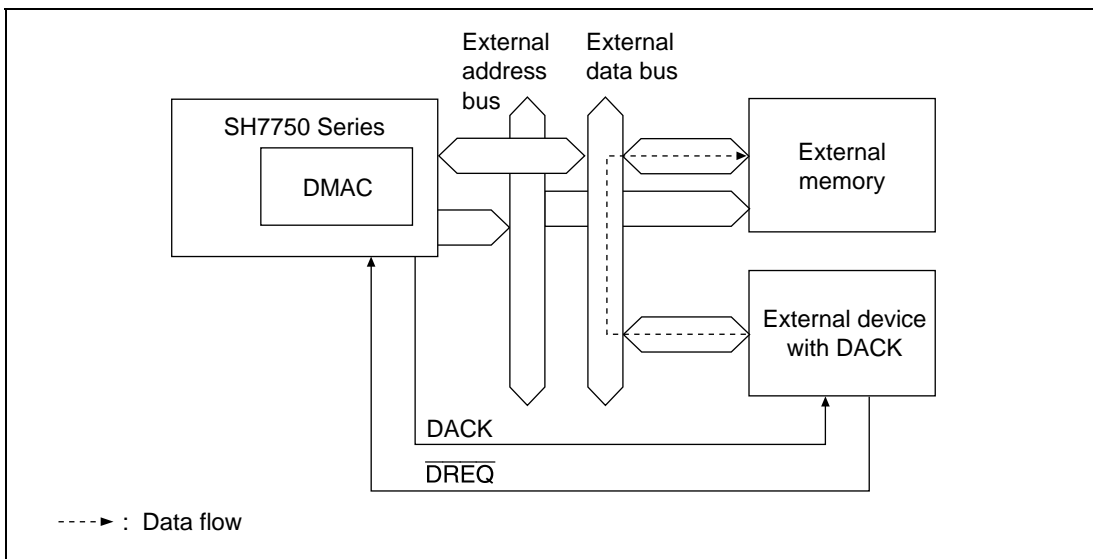 External
address
bus
External
data bus
SH7750 Series
DMAC
External
memory
External device
with DACK
DACK
DREQ
: Data flow